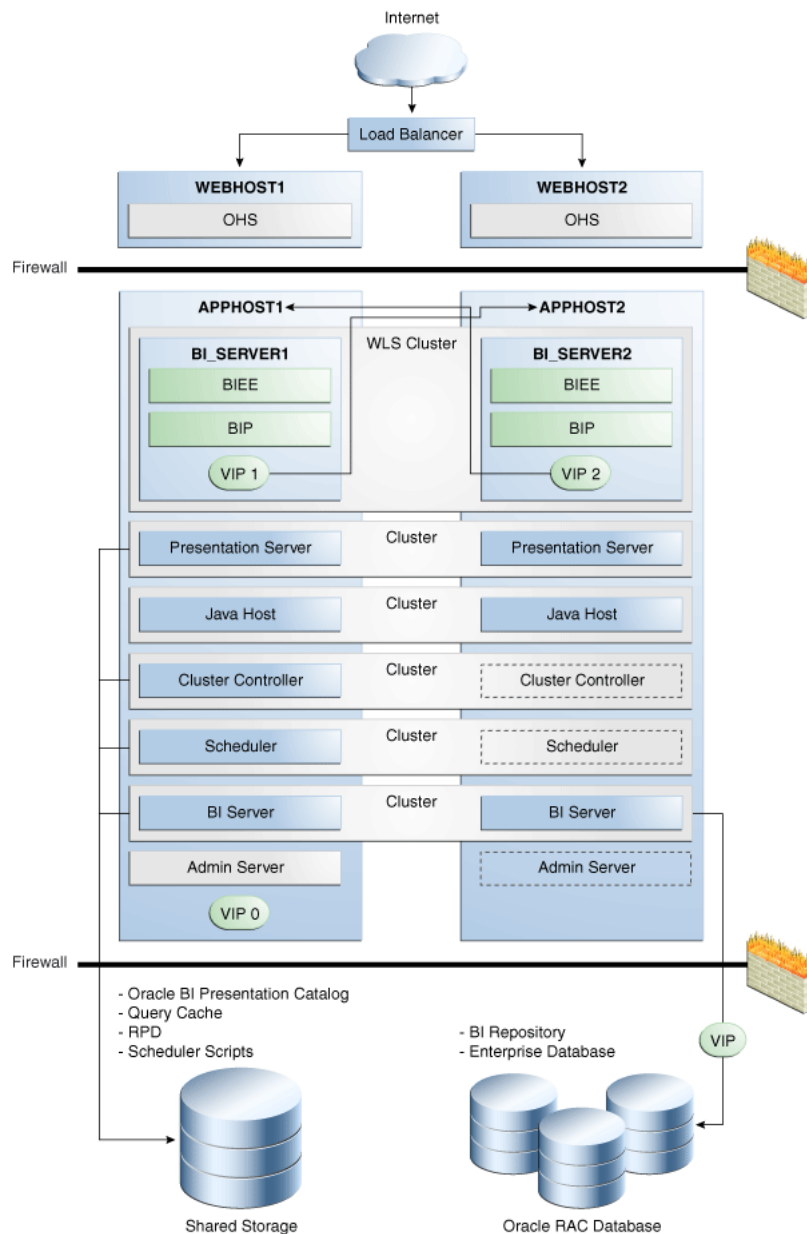 Internet
Load Balancer
WEBHOST1
OHS
WEBHOST2
OHS
Firewall
APPHOST1
APPHOST2
WLS Cluster
BI_SERVER1
BIEE
BIP
VIP 1
BI_SERVER2
BIEE
BIP
VIP 2
Presentation Server
Cluster
Presentation Server
Java Host
Cluster
Java Host
Cluster Controller
Cluster
Cluster Controller
Scheduler
Cluster
Scheduler
BI Server
Cluster
BI Server
Admin Server
Admin Server
VIP 0
Firewall
- Oracle BI Presentation Catalog
- Query Cache
- RPD
- Scheduler Scripts
- BI Repository
- Enterprise Database
VIP
Shared Storage
Oracle RAC Database